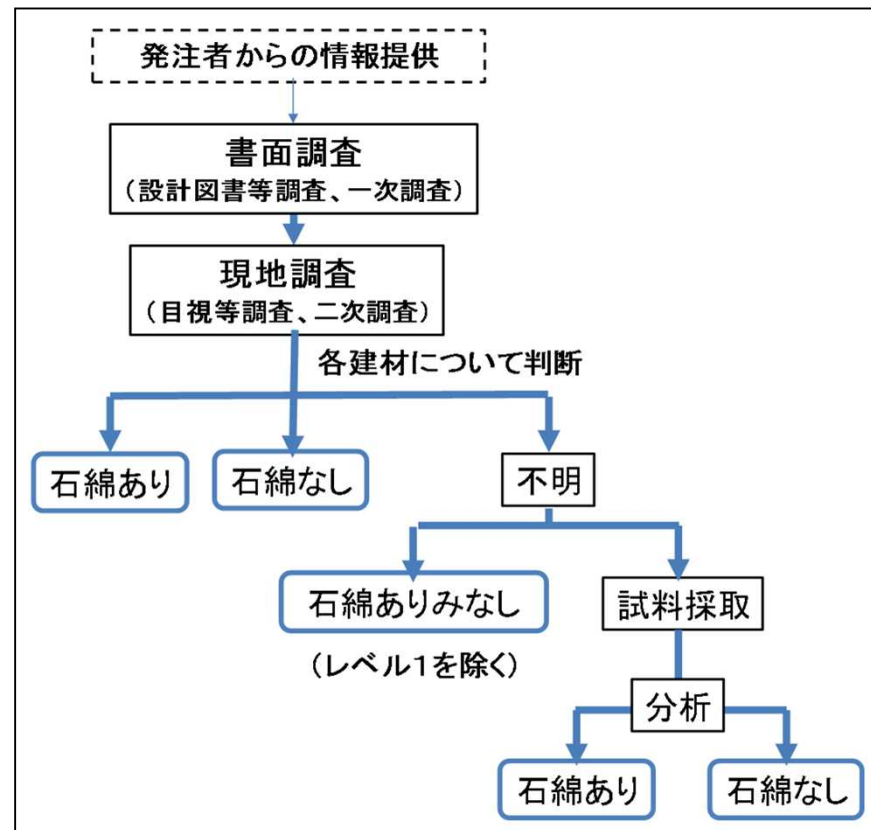 発注者からの情報提供
書面調査
（設計図書等調査、一次調査）
現地調査
（目視等調査、二次調査）
各建材について判断
石綿あり
石綿なし
不明
石綿ありみなし
（レベル１を除く）
試料採取
分析
石綿あり
石綿なし